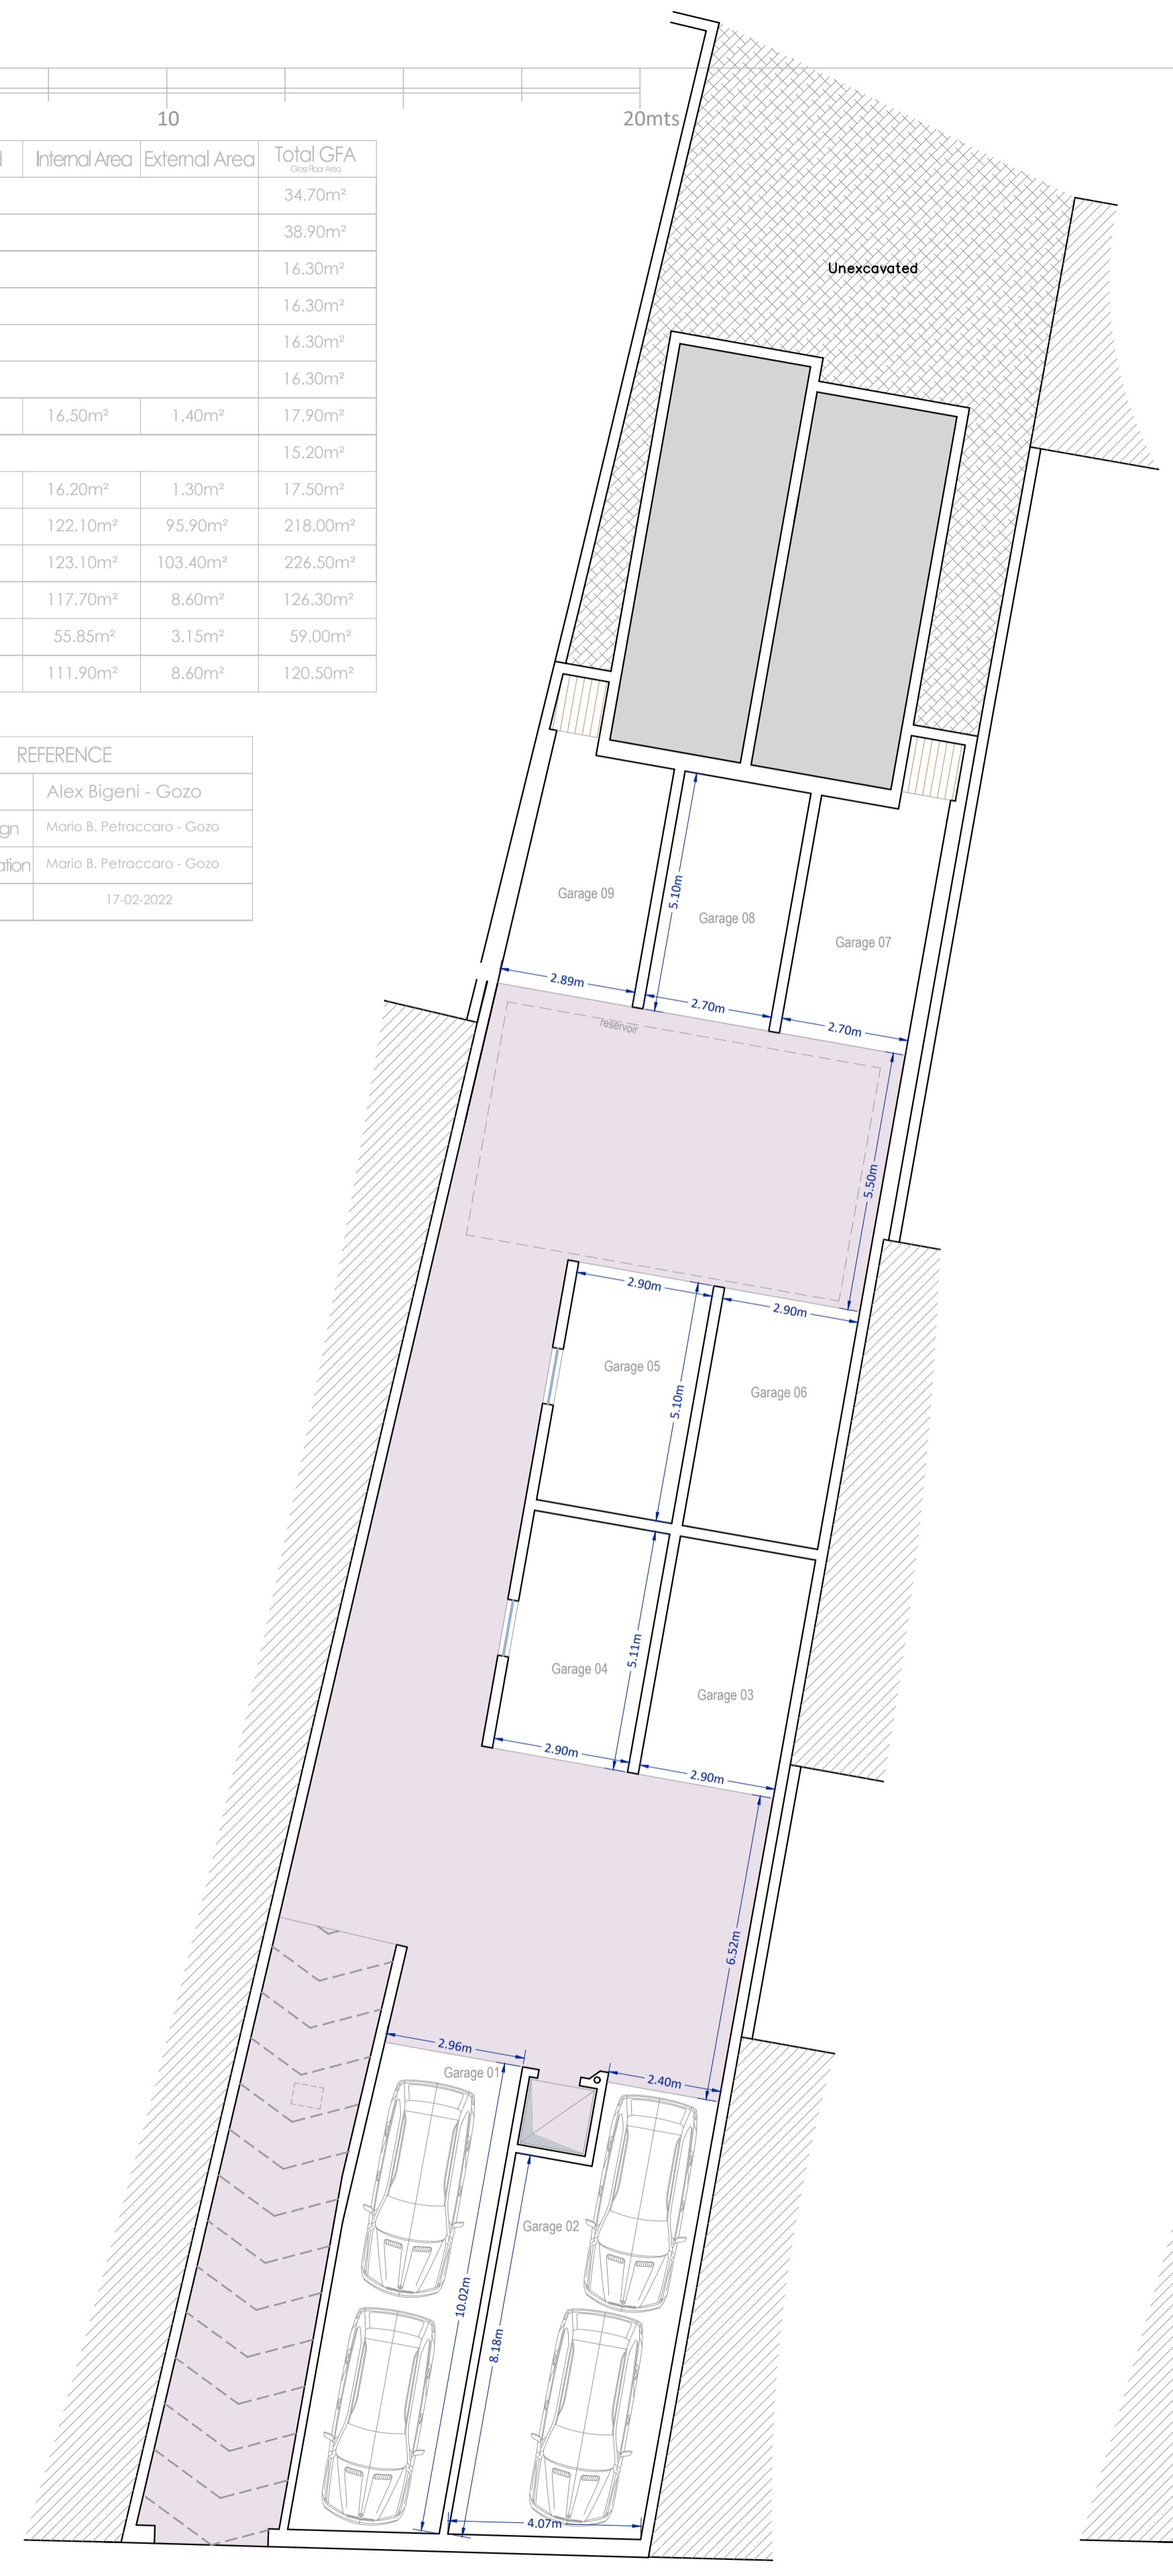 10 20mts
l Internal Area External Area Total GFA
Gross Floor Area
34.70m²
38.90m²
16.30m²
16.30m²
16.30m²
16.30m²
16.50m² 1.40m² 17.90m²
15.20m²
16.20m² 1.30m² 17.50m²
122.10m² 95.90m² 218.00m²
123.10m² 103.40m² 226.50m²
117.70m² 8.60m² 126.30m²
55.85m² 3.15m² 59.00m²
111.90m² 8.60m² 120.50m²
REFERENCE
Alex Bigeni - Gozo
gn Mario B. Petraccaro - Gozo
ation Mario B. Petraccaro - Gozo
17-02-2022
Unexcavated
Garage 09
5.10m
Garage 08
Garage 07
2.89m
2.70m
2.70m
reservoir
5.50m
2.90m
2.90m
Garage 05
Garage 06
5.10m
5.11m
Garage 04
Garage 03
2.90m
2.90m
6.52m
2.96m
Garage 01
2.40m
Garage 02
10.02m
8.18m
4.07m